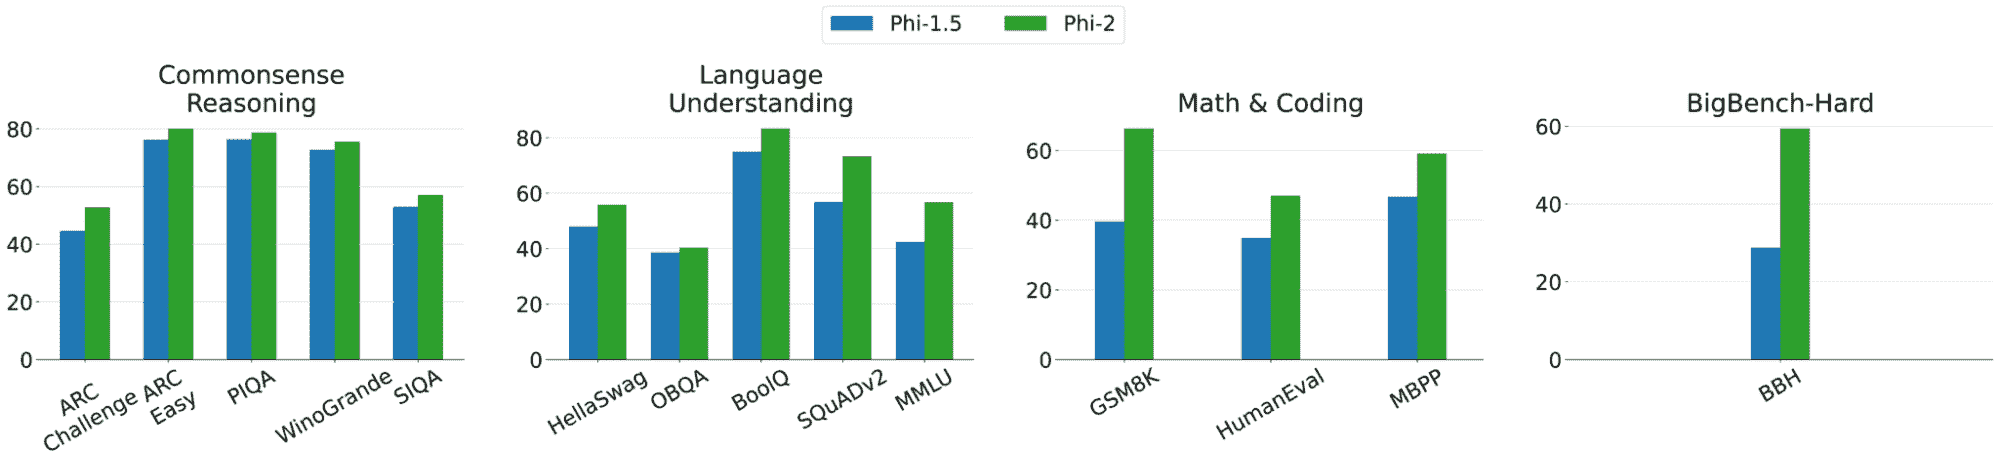 Phi-1.5
Phi-2
Commonsense
Reasoning
80
60
40
20
0
ARC
Challenge
ARC
Easy
PIQA
WinoGrande
SIQA
Language
Understanding
80
60
40
20
0
HellaSwag
OBQA
BoolQ
SQuADv2
MMLU
Math & Coding
60
40
20
0
GSM8K
HumanEval
MBPP
BigBench-Hard
60
40
20
0
BBH